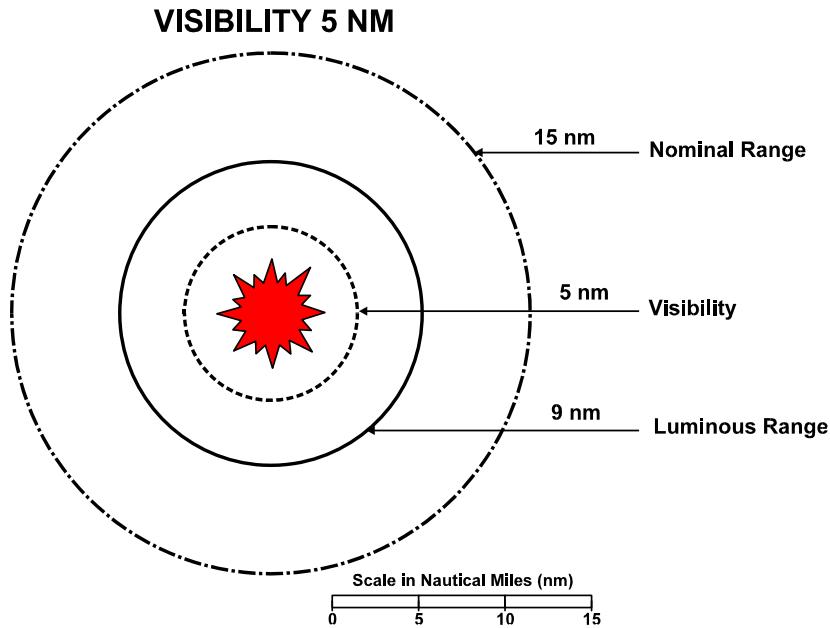 VISIBILITY 5 NM
15 nm
Nominal Range
5 nm
Visibility
9 nm
Luminous Range
Scale in Nautical Miles (nm)
0 5 10 15